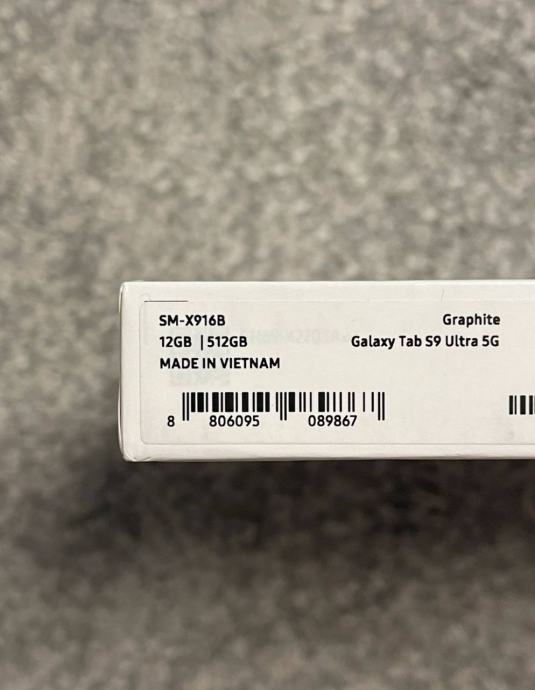 SM-X916B Graphite
12GB | 512GB Galaxy Tab S9 Ultra 5G
MADE IN VIETNAM
8 806095 089867